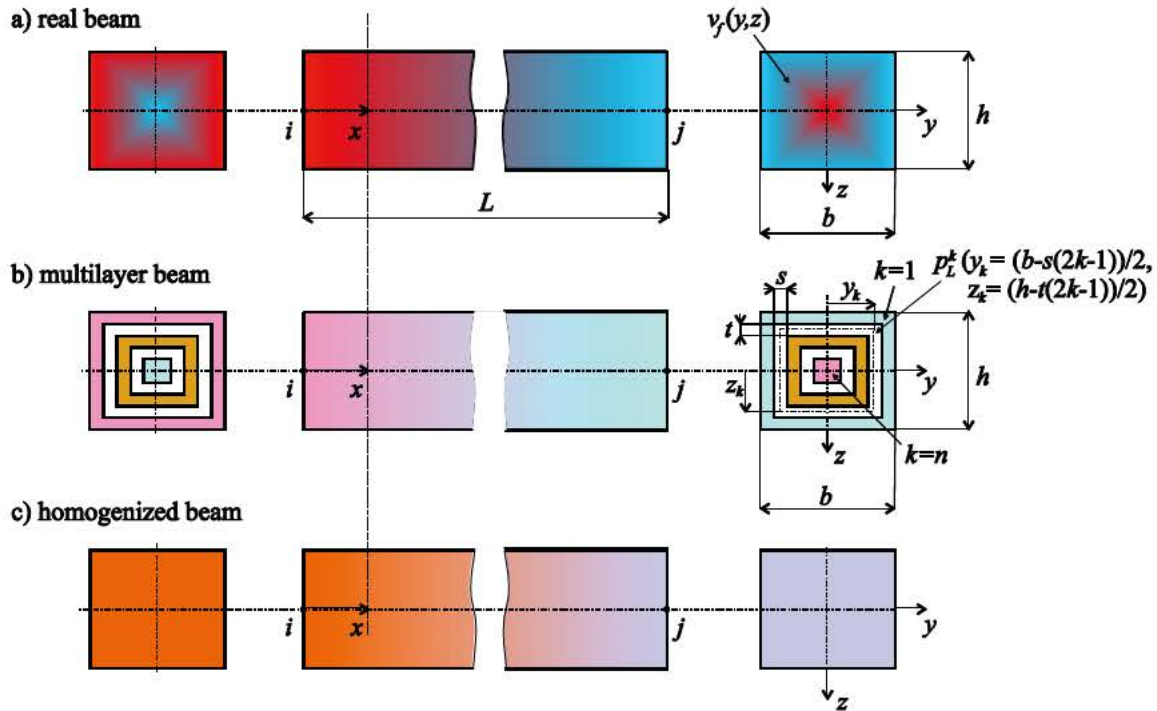 a) real beam
v_f(y,z)
i
x
j
y
h
z
L
b
b) multilayer beam
p_L^k (y_k = (b-s(2k-1))/2,
z_k = (h-t(2k-1))/2)
k=1
s
y_k
t
i
x
j
z_k
y
h
z
k=n
b
c) homogenized beam
i
x
j
y
z